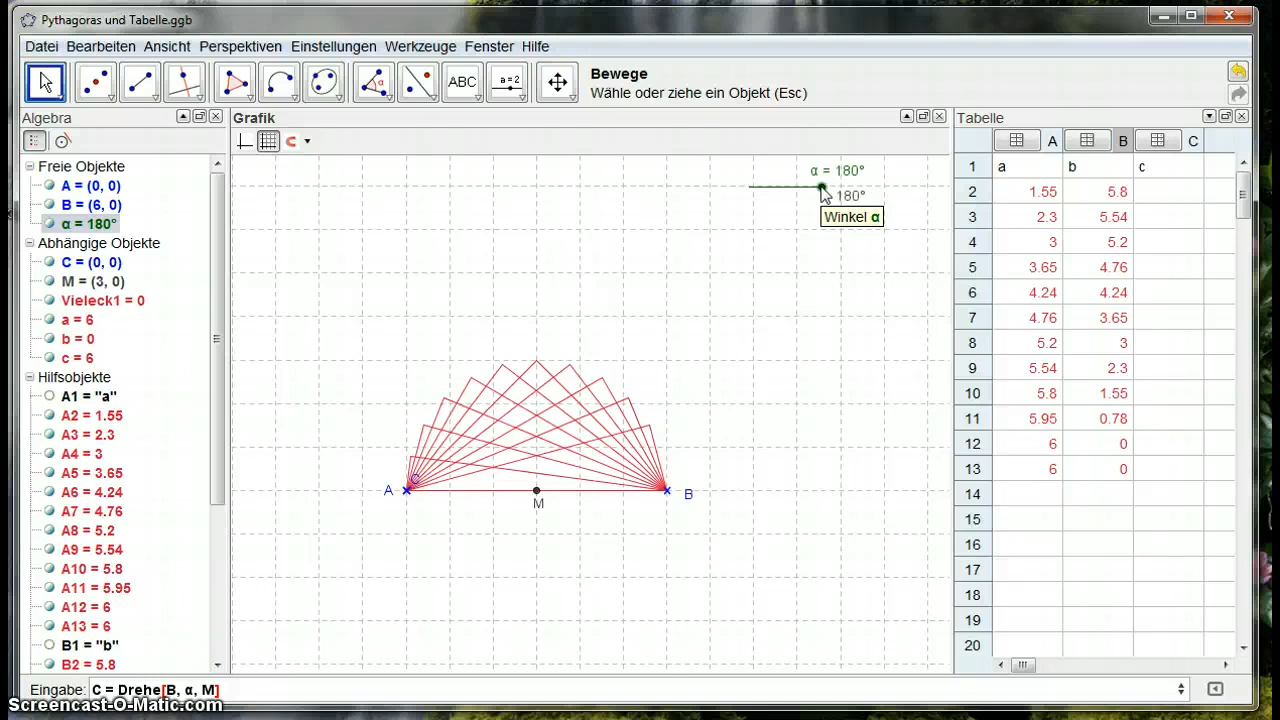 Pythagoras und Tabelle.ggb
Datei Bearbeiten Ansicht Perspektiven Einstellungen Werkzeuge Fenster Hilfe
ABC
a=2
Bewege
Wähle oder ziehe ein Objekt (Esc)
Algebra
Freie Objekte
A = (0, 0)
B = (6, 0)
α = 180°
Abhängige Objekte
C = (0, 0)
M = (3, 0)
Vieleck1 = 0
a = 6
b = 0
c = 6
Hilfsobjekte
A1 = "a"
A2 = 1.55
A3 = 2.3
A4 = 3
A5 = 3.65
A6 = 4.24
A7 = 4.76
A8 = 5.2
A9 = 5.54
A10 = 5.8
A11 = 5.95
A12 = 6
A13 = 6
B1 = "b"
B2 = 5.8
Grafik
α = 180°
180°
Winkel α
C
A
M
B
Tabelle
A B C
1 a b c
2 1.55 5.8
3 2.3 5.54
4 3 5.2
5 3.65 4.76
6 4.24 4.24
7 4.76 3.65
8 5.2 3
9 5.54 2.3
10 5.8 1.55
11 5.95 0.78
12 6 0
13 6 0
14
15
16
17
18
19
20
Eingabe: C = Drehe[B, α, M]
Screencast-O-Matic.com